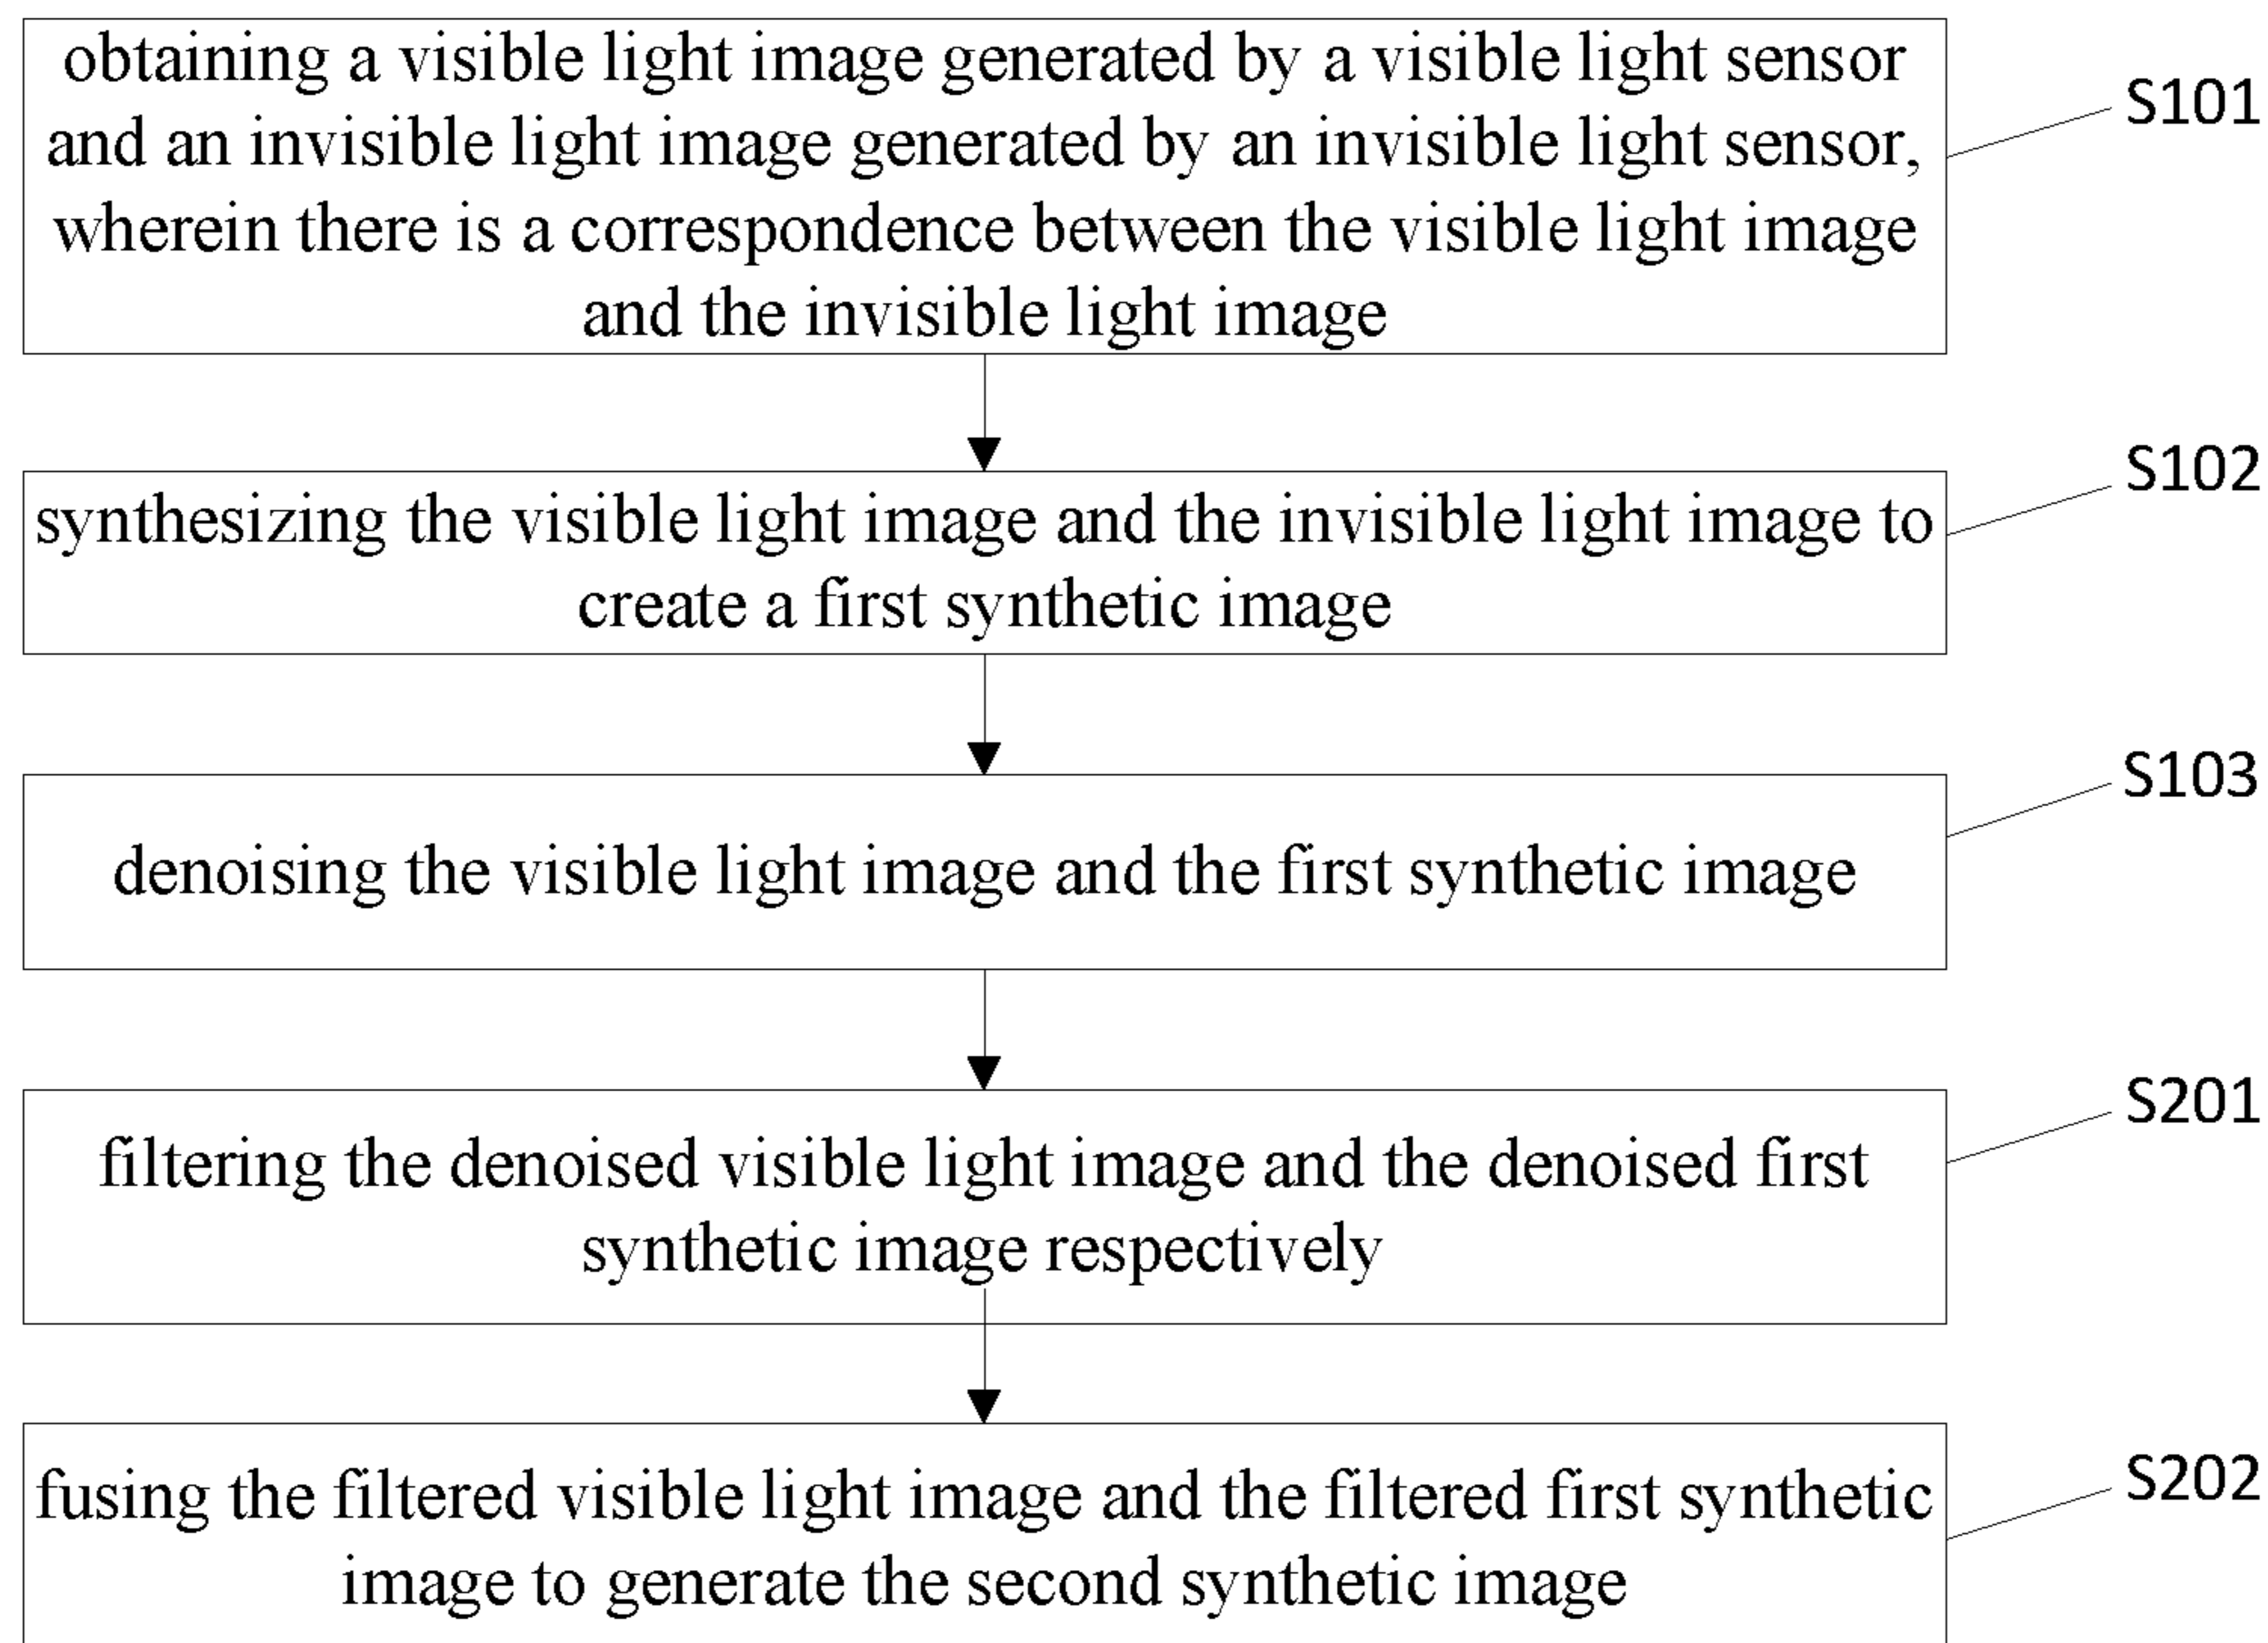 obtaining a visible light image generated by a visible light sensor
and an invisible light image generated by an invisible light sensor,
wherein there is a correspondence between the visible light image
and the invisible light image
S101
synthesizing the visible light image and the invisible light image to
create a first synthetic image
S102
denoising the visible light image and the first synthetic image
S103
filtering the denoised visible light image and the denoised first
synthetic image respectively
S201
fusing the filtered visible light image and the filtered first synthetic
image to generate the second synthetic image
S202